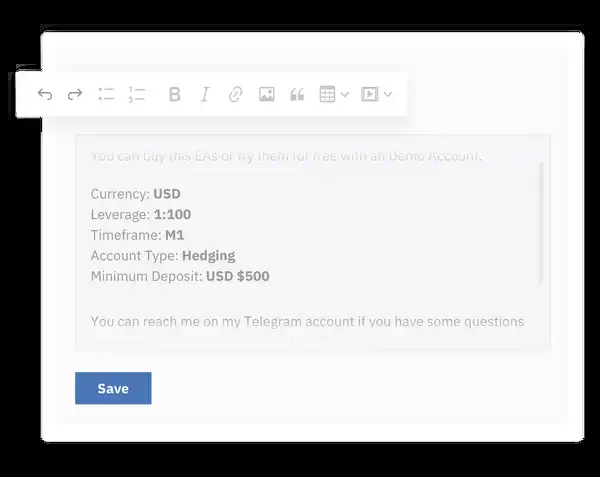 You can buy this EAs or try them for free with an Demo Account.
Currency: USD
Leverage: 1:100
Timeframe: M1
Account Type: Hedging
Minimum Deposit: USD $500
You can reach me on my Telegram account if you have some questions
Save